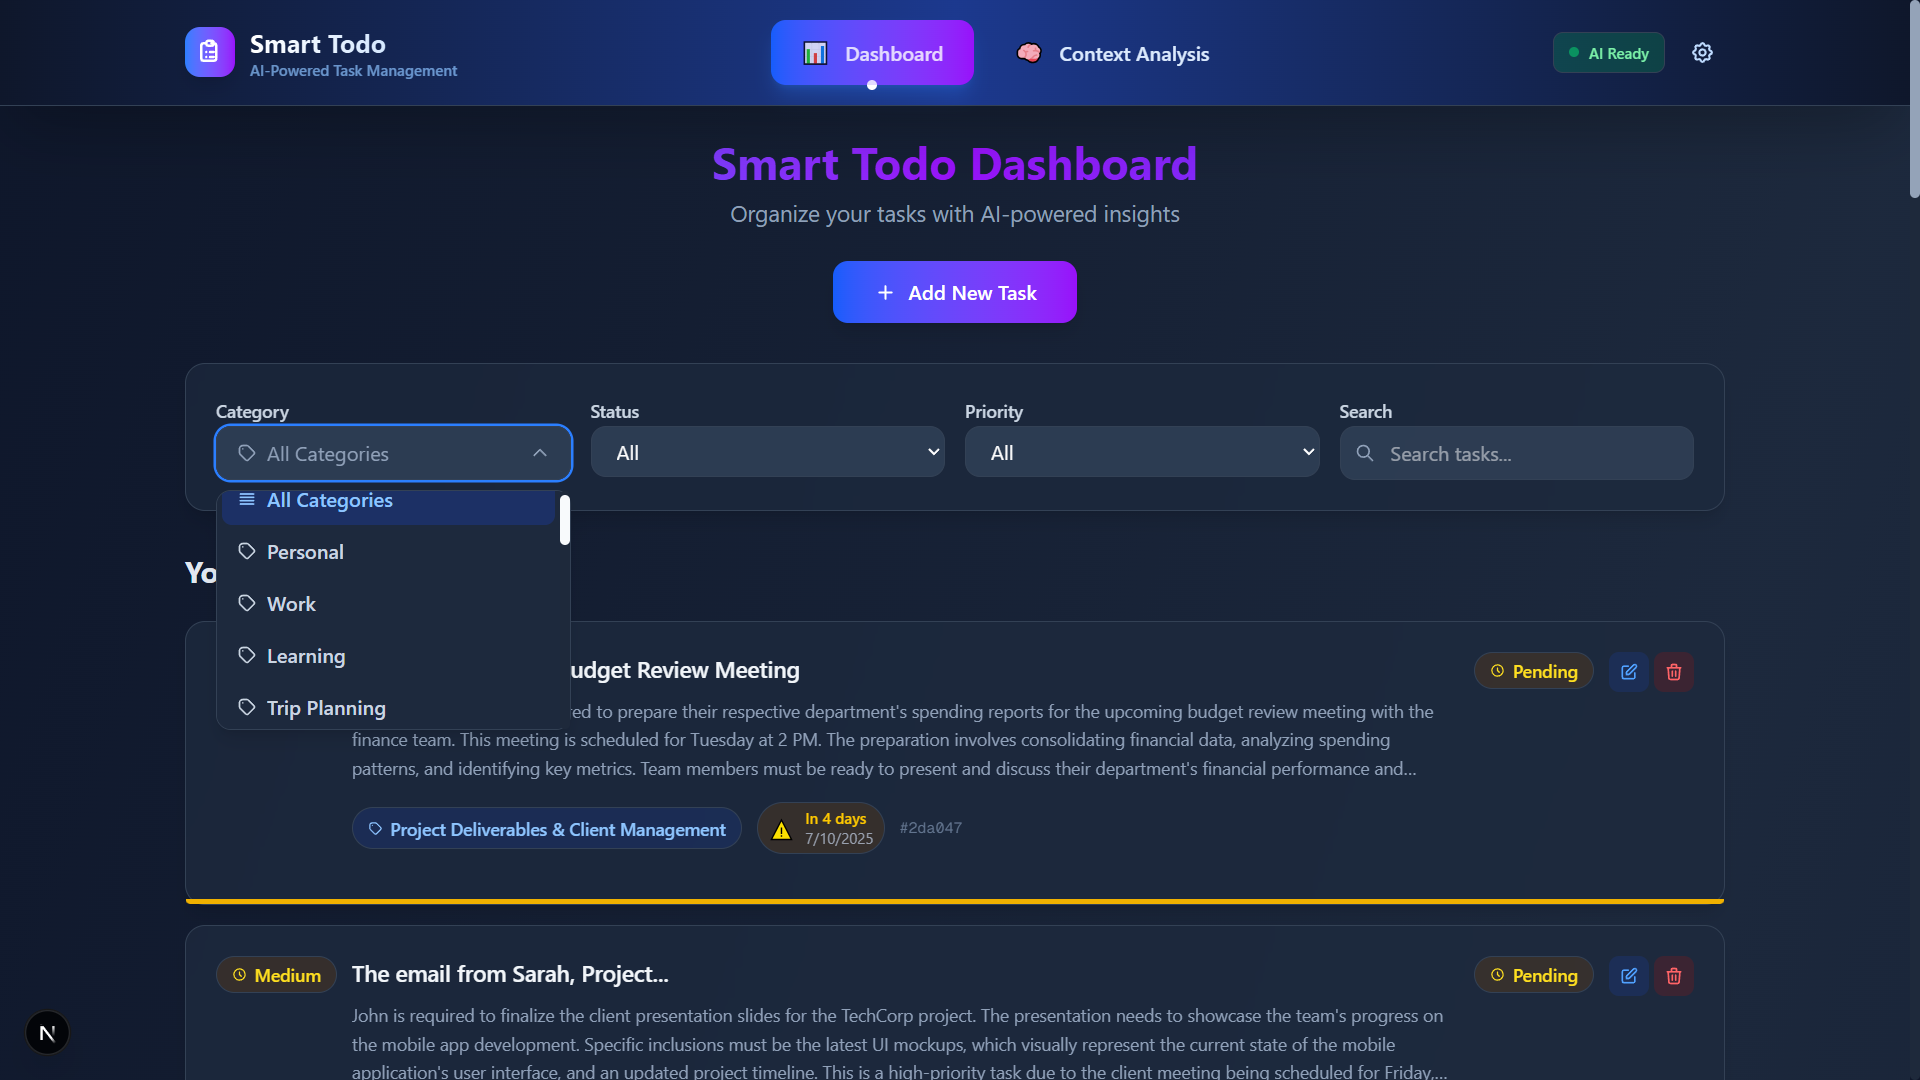 Smart Todo
AI-Powered Task Management
Dashboard
Context Analysis
AI Ready
Smart Todo Dashboard
Organize your tasks with AI-powered insights
+ Add New Task
Category
Status
Priority
Search
All Categories
All
All
Search tasks...
All Categories
Personal
Work
Learning
Trip Planning
Yo
udget Review Meeting
Pending
red to prepare their respective department's spending reports for the upcoming budget review meeting with the
finance team. This meeting is scheduled for Tuesday at 2 PM. The preparation involves consolidating financial data, analyzing spending
patterns, and identifying key metrics. Team members must be ready to present and discuss their department's financial performance and...
Project Deliverables & Client Management
In 4 days
7/10/2025
#2da047
Medium
The email from Sarah, Project...
Pending
John is required to finalize the client presentation slides for the TechCorp project. The presentation needs to showcase the team's progress on
the mobile app development. Specific inclusions must be the latest UI mockups, which visually represent the current state of the mobile
application's user interface, and an updated project timeline. This is a high-priority task due to the client meeting being scheduled for Friday,...
N